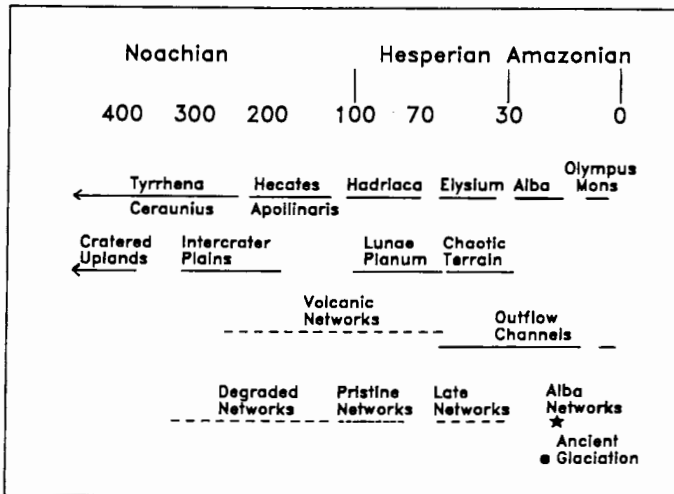 Noachian Hesperian Amazonian
400 300 200 100 70 30 0
Tyrrhena Hecates Hadriaca Elysium Alba Olympus Mons
Ceraunius Apollinaris
Cratered Uplands Intercrater Plains Lunae Planum Chaotic Terrain
Volcanic Networks Outflow Channels
Degraded Networks Pristine Networks Late Networks Alba Networks
Ancient Glaciation